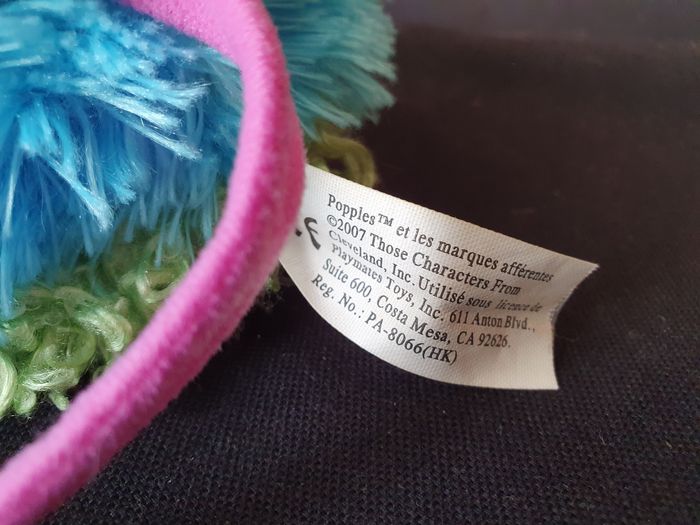 Popples™ et les marques afférentes
©2007 Those Characters From
Cleveland, Inc. Utilisé sous licence de
Playmates Toys, Inc. 611 Anton Blvd.,
Suite 600, Costa Mesa, CA 92626.
Reg. No.: PA-8066(HK)